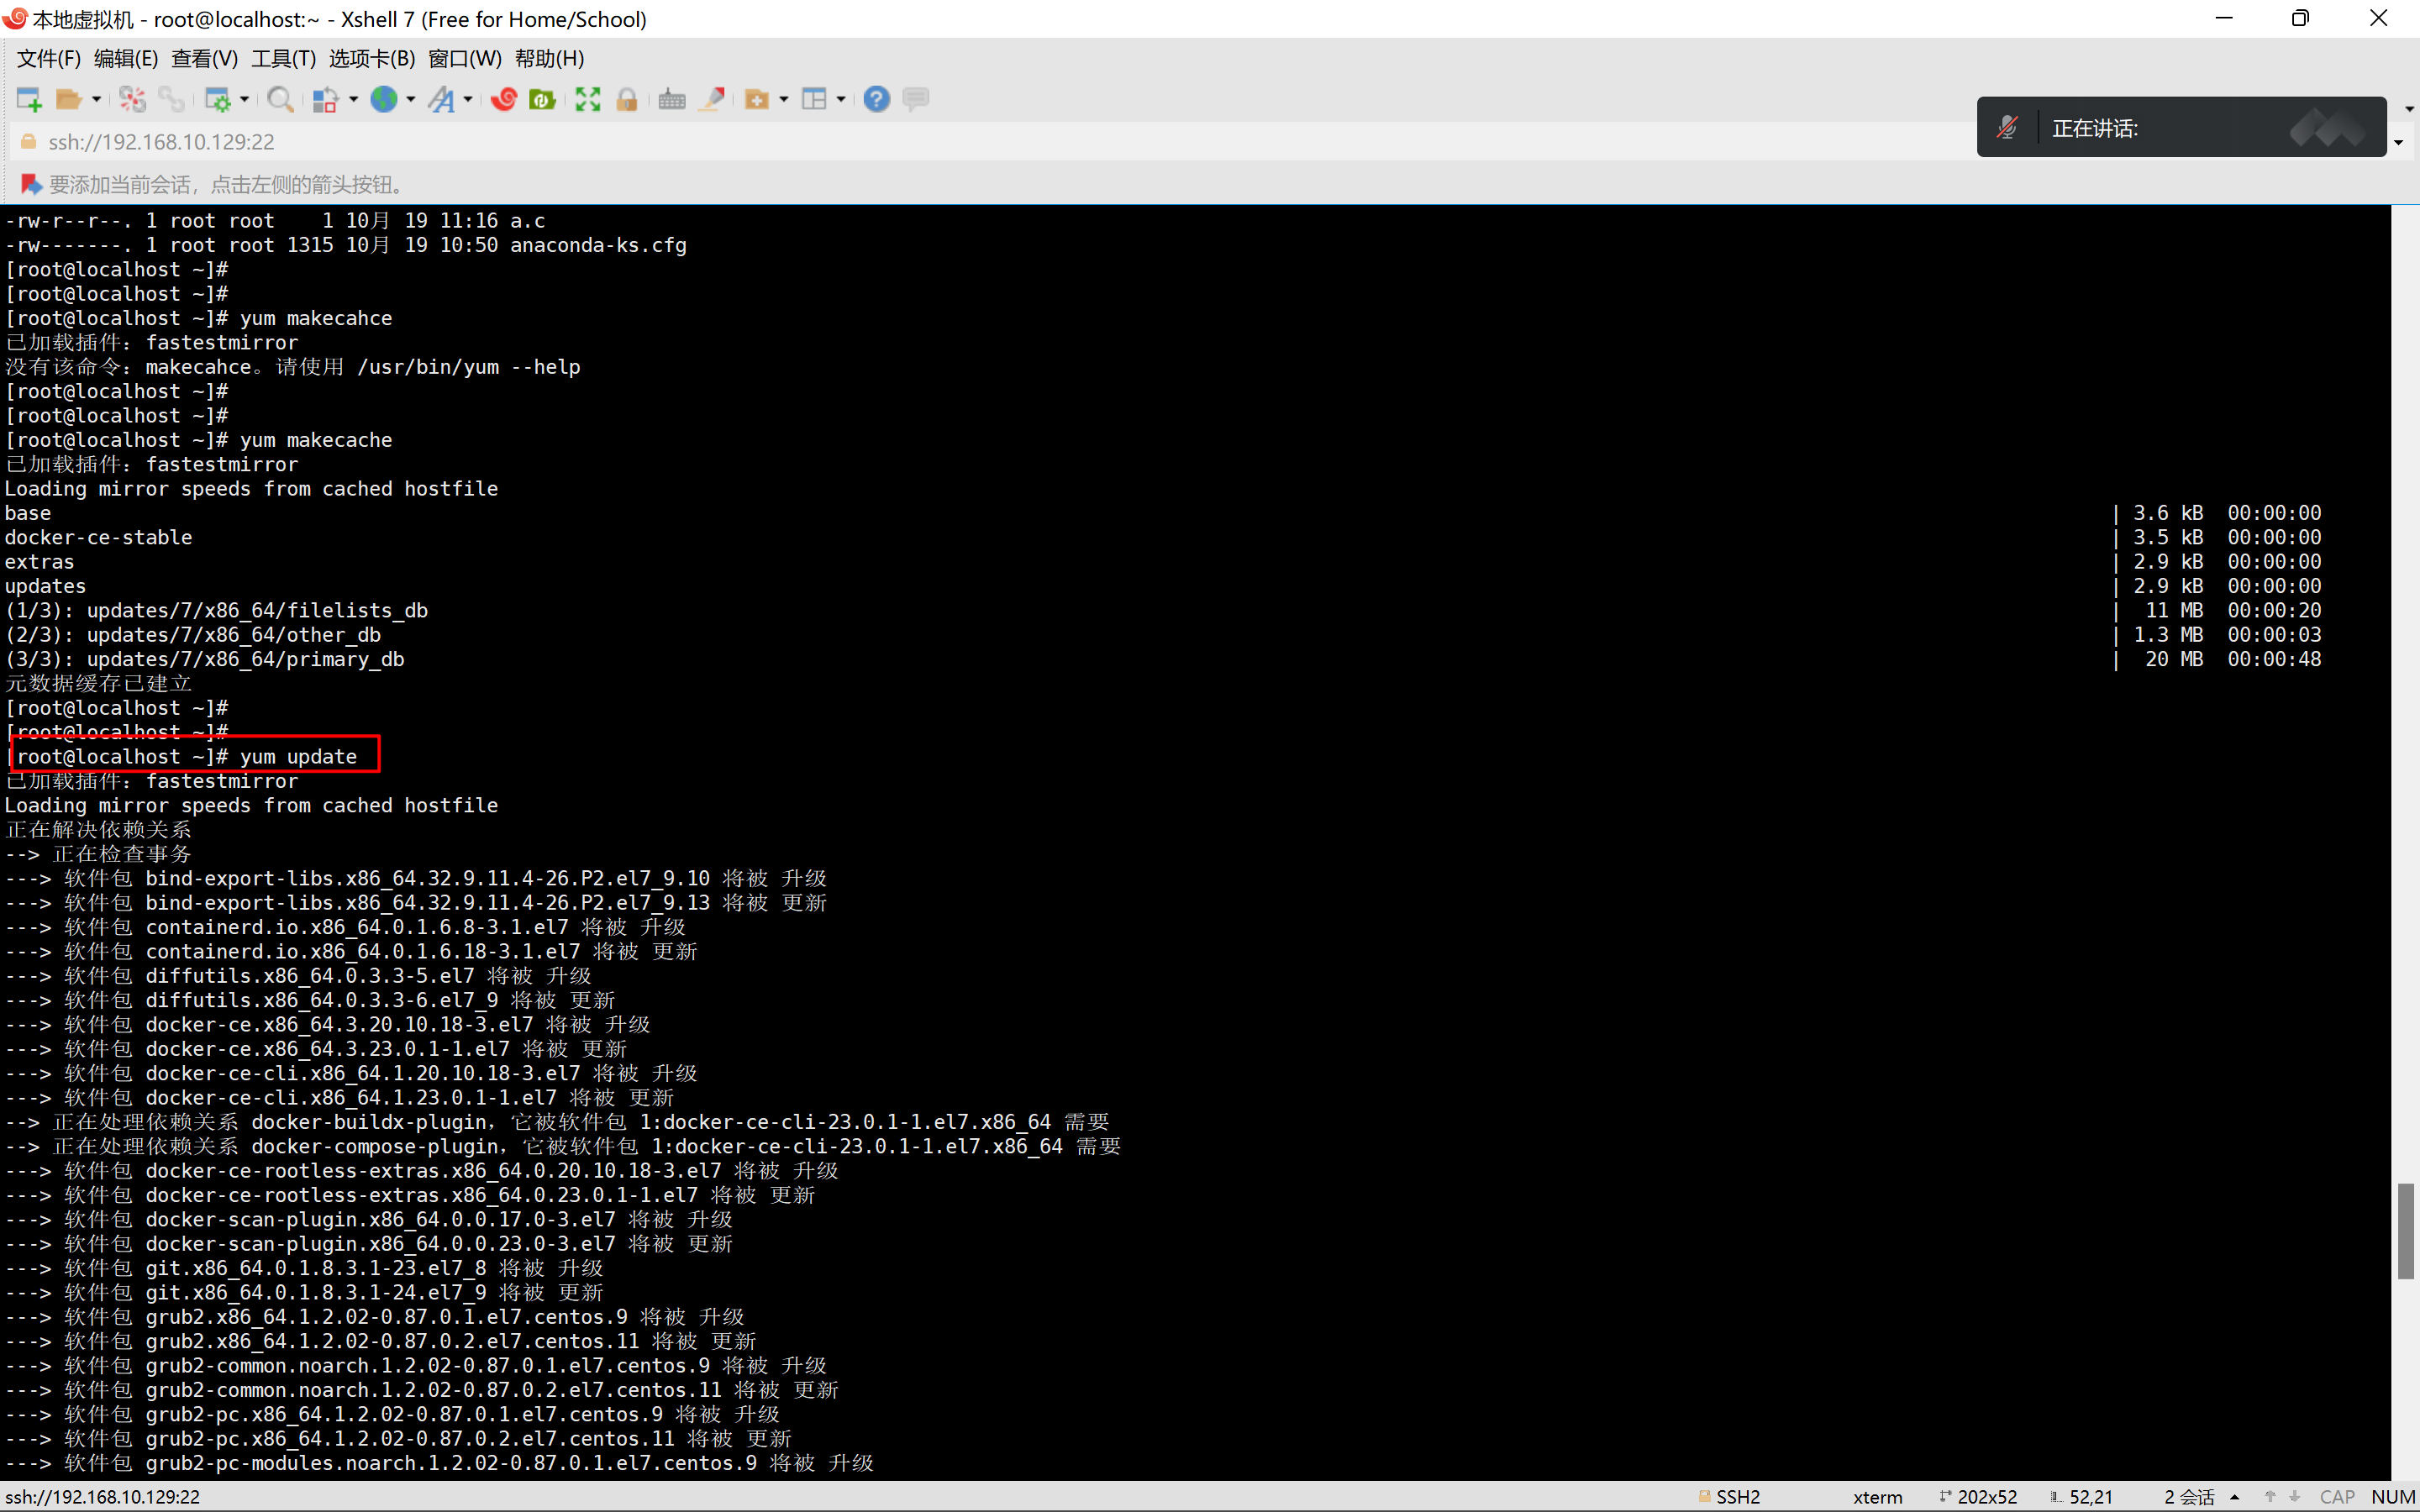 本地虚拟机 - root@localhost:~ - Xshell 7 (Free for Home/School)
文件(F) 编辑(E) 查看(V) 工具(T) 选项卡(B) 窗口(W) 帮助(H)
正在讲话:
ssh://192.168.10.129:22
要添加当前会话，点击左侧的箭头按钮。
-rw-r--r--. 1 root root    1 10月 19 11:16 a.c
-rw-------. 1 root root 1315 10月 19 10:50 anaconda-ks.cfg
[root@localhost ~]#
[root@localhost ~]#
[root@localhost ~]# yum makecahce
已加载插件：fastestmirror
没有该命令：makecahce。请使用 /usr/bin/yum --help
[root@localhost ~]#
[root@localhost ~]#
[root@localhost ~]# yum makecache
已加载插件：fastestmirror
Loading mirror speeds from cached hostfile
base | 3.6 kB  00:00:00
docker-ce-stable | 3.5 kB  00:00:00
extras | 2.9 kB  00:00:00
updates | 2.9 kB  00:00:00
(1/3): updates/7/x86_64/filelists_db |  11 MB  00:00:20
(2/3): updates/7/x86_64/other_db | 1.3 MB  00:00:03
(3/3): updates/7/x86_64/primary_db |  20 MB  00:00:48
元数据缓存已建立
[root@localhost ~]#
[root@localhost ~]#
[root@localhost ~]# yum update
已加载插件：fastestmirror
Loading mirror speeds from cached hostfile
正在解决依赖关系
--> 正在检查事务
---> 软件包 bind-export-libs.x86_64.32.9.11.4-26.P2.el7_9.10 将被 升级
---> 软件包 bind-export-libs.x86_64.32.9.11.4-26.P2.el7_9.13 将被 更新
---> 软件包 containerd.io.x86_64.0.1.6.8-3.1.el7 将被 升级
---> 软件包 containerd.io.x86_64.0.1.6.18-3.1.el7 将被 更新
---> 软件包 diffutils.x86_64.0.3.3-5.el7 将被 升级
---> 软件包 diffutils.x86_64.0.3.3-6.el7_9 将被 更新
---> 软件包 docker-ce.x86_64.3.20.10.18-3.el7 将被 升级
---> 软件包 docker-ce.x86_64.3.23.0.1-1.el7 将被 更新
---> 软件包 docker-ce-cli.x86_64.1.20.10.18-3.el7 将被 升级
---> 软件包 docker-ce-cli.x86_64.1.23.0.1-1.el7 将被 更新
--> 正在处理依赖关系 docker-buildx-plugin，它被软件包 1:docker-ce-cli-23.0.1-1.el7.x86_64 需要
--> 正在处理依赖关系 docker-compose-plugin，它被软件包 1:docker-ce-cli-23.0.1-1.el7.x86_64 需要
---> 软件包 docker-ce-rootless-extras.x86_64.0.20.10.18-3.el7 将被 升级
---> 软件包 docker-ce-rootless-extras.x86_64.0.23.0.1-1.el7 将被 更新
---> 软件包 docker-scan-plugin.x86_64.0.0.17.0-3.el7 将被 升级
---> 软件包 docker-scan-plugin.x86_64.0.0.23.0-3.el7 将被 更新
---> 软件包 git.x86_64.0.1.8.3.1-23.el7_8 将被 升级
---> 软件包 git.x86_64.0.1.8.3.1-24.el7_9 将被 更新
---> 软件包 grub2.x86_64.1.2.02-0.87.0.1.el7.centos.9 将被 升级
---> 软件包 grub2.x86_64.1.2.02-0.87.0.2.el7.centos.11 将被 更新
---> 软件包 grub2-common.noarch.1.2.02-0.87.0.1.el7.centos.9 将被 升级
---> 软件包 grub2-common.noarch.1.2.02-0.87.0.2.el7.centos.11 将被 更新
---> 软件包 grub2-pc.x86_64.1.2.02-0.87.0.1.el7.centos.9 将被 升级
---> 软件包 grub2-pc.x86_64.1.2.02-0.87.0.2.el7.centos.11 将被 更新
---> 软件包 grub2-pc-modules.noarch.1.2.02-0.87.0.1.el7.centos.9 将被 升级
ssh://192.168.10.129:22 SSH2 xterm 202x52 52,21 2 会话 CAP NUM